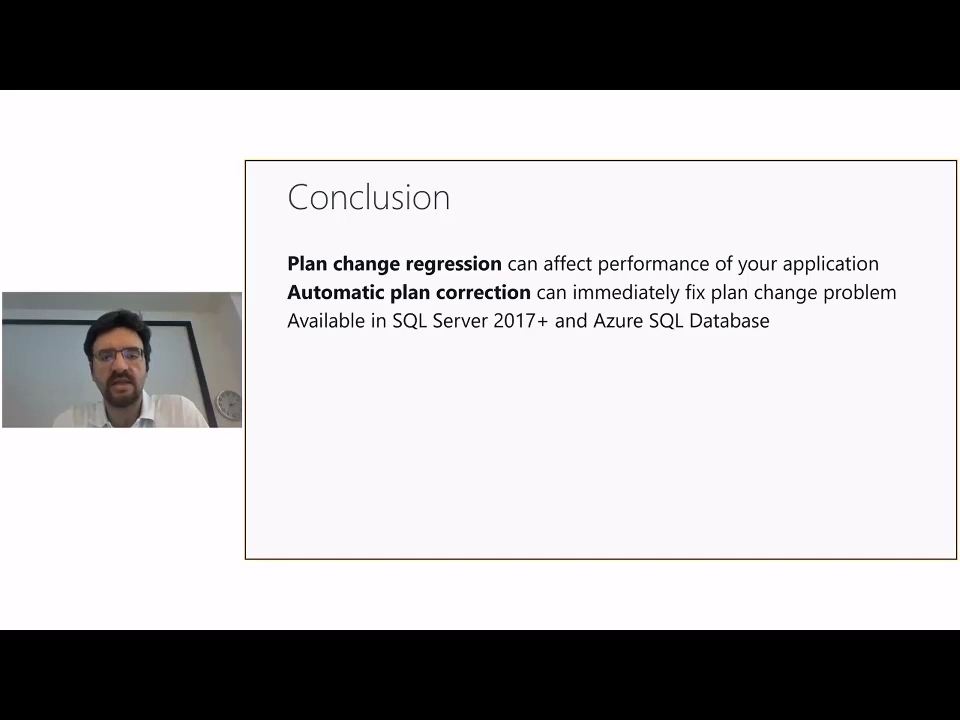 Conclusion
Plan change regression can affect performance of your application
Automatic plan correction can immediately fix plan change problem
Available in SQL Server 2017+ and Azure SQL Database